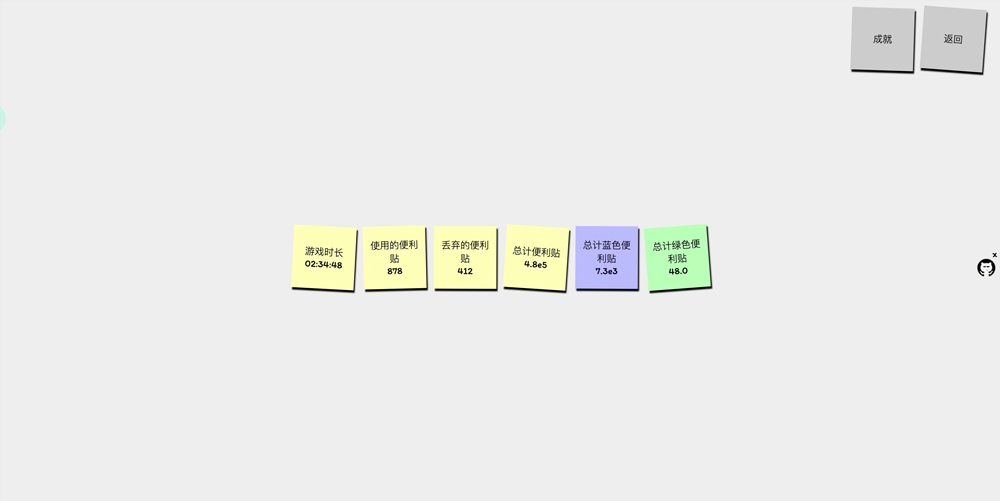 成就
返回
游戏时长
02:34:48
使用的便利
贴
878
丢弃的便利
贴
412
总计便利贴
4.8e5
总计蓝色便
利贴
7.3e3
总计绿色便
利贴
48.0
x